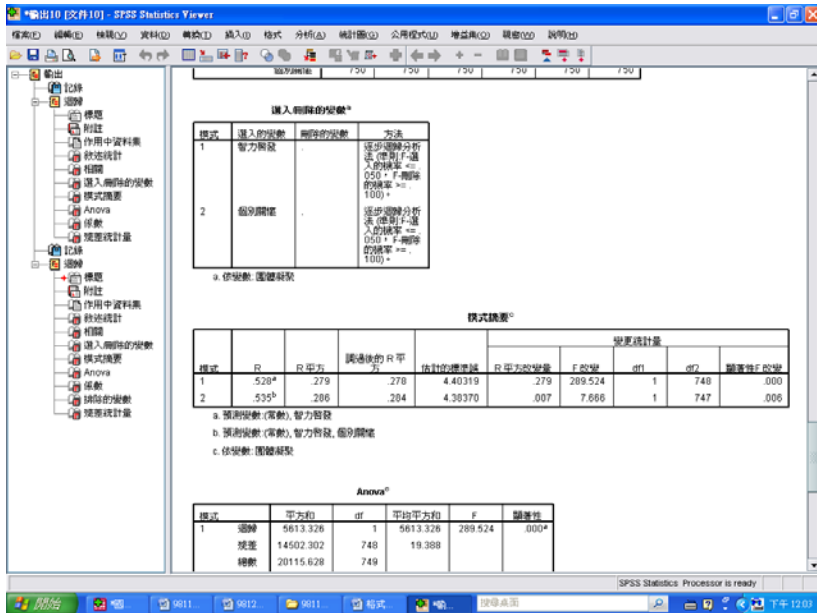 *輸出10 [文件10] - SPSS Statistics Viewer
檔案(E) 編輯(E) 檢視(V) 資料(D) 轉換(T) 插入(I) 格式 分析(A) 統計圖(G) 公用程式(U) 增益集(O) 視窗(W) 說明(H)
輸出
記錄
迴歸
標題
附註
作用中資料集
敘述統計
相關
選入/刪除的變數
模式摘要
Anova
係數
殘差統計量
記錄
迴歸
標題
附註
作用中資料集
敘述統計
相關
選入/刪除的變數
模式摘要
Anova
係數
排除的變數
殘差統計量
個別關懷 750 750 750 750 750 750
選入/刪除的變數a
模式 選入的變數 刪除的變數 方法
1 智力啟發 . 逐步迴歸分析
法 (準則:F-選
入的機率 <= .
050，F-刪除
的機率 >= .
100)。
2 個別關懷 . 逐步迴歸分析
法 (準則:F-選
入的機率 <= .
050，F-刪除
的機率 >= .
100)。
a. 依變數: 團體凝聚
模式摘要c
變更統計量
模式 R R 平方 調過後的 R 平方 估計的標準誤 R 平方改變量 F 改變 df1 df2 顯著性F 改變
1 .528a .279 .278 4.40319 .279 289.524 1 748 .000
2 .535b .286 .284 4.38370 .007 7.666 1 747 .006
a. 預測變數:(常數), 智力啟發
b. 預測變數:(常數), 智力啟發, 個別關懷
c. 依變數: 團體凝聚
Anovac
模式 平方和 df 平均平方和 F 顯著性
1 迴歸 5613.326 1 5613.326 289.524 .000a
殘差 14502.302 748 19.388
總數 20115.628 749
SPSS Statistics Processor is ready
開始 9811... 9812... 9811... 格式... 搜尋桌面 下午 12:03